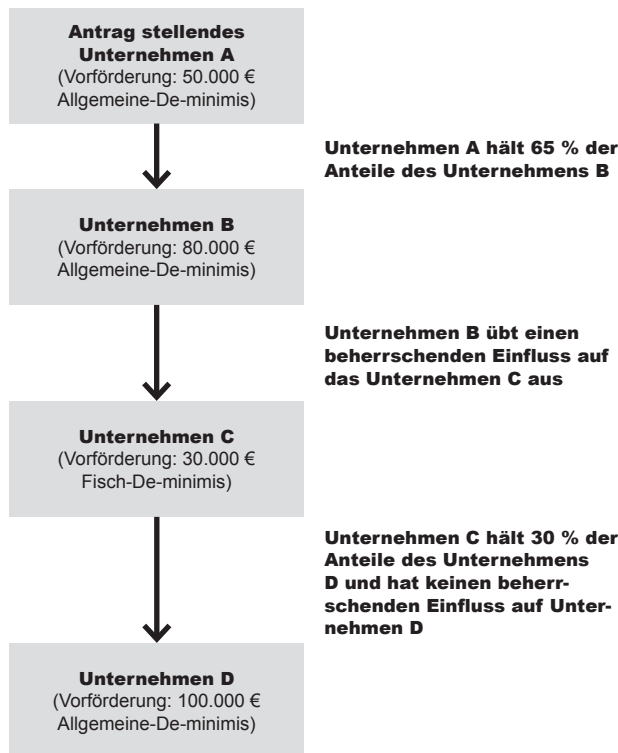 Antrag stellendes
Unternehmen A
(Vorförderung: 50.000 €
Allgemeine-De-minimis)
Unternehmen A hält 65 % der
Anteile des Unternehmens B
Unternehmen B
(Vorförderung: 80.000 €
Allgemeine-De-minimis)
Unternehmen B übt einen
beherrschenden Einfluss auf
das Unternehmen C aus
Unternehmen C
(Vorförderung: 30.000 €
Fisch-De-minimis)
Unternehmen C hält 30 % der
Anteile des Unternehmens
D und hat keinen beherr-
schenden Einfluss auf Unter-
nehmen D
Unternehmen D
(Vorförderung: 100.000 €
Allgemeine-De-minimis)